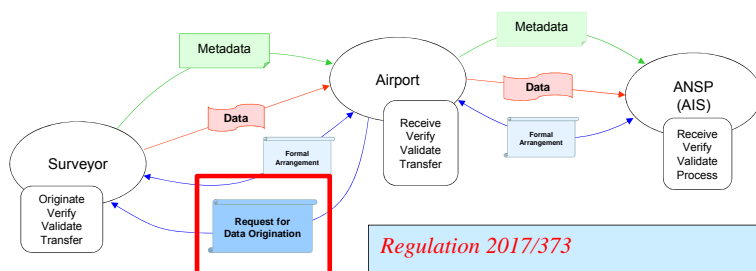 Metadata
Metadata
Airport
Data
ANSP
(AIS)
Data
Receive
Verify
Validate
Transfer
Formal
Arrangement
Receive
Verify
Validate
Process
Surveyor
Formal
Arrangement
Originate
Verify
Validate
Transfer
Request for
Data Origination
Regulation 2017/373